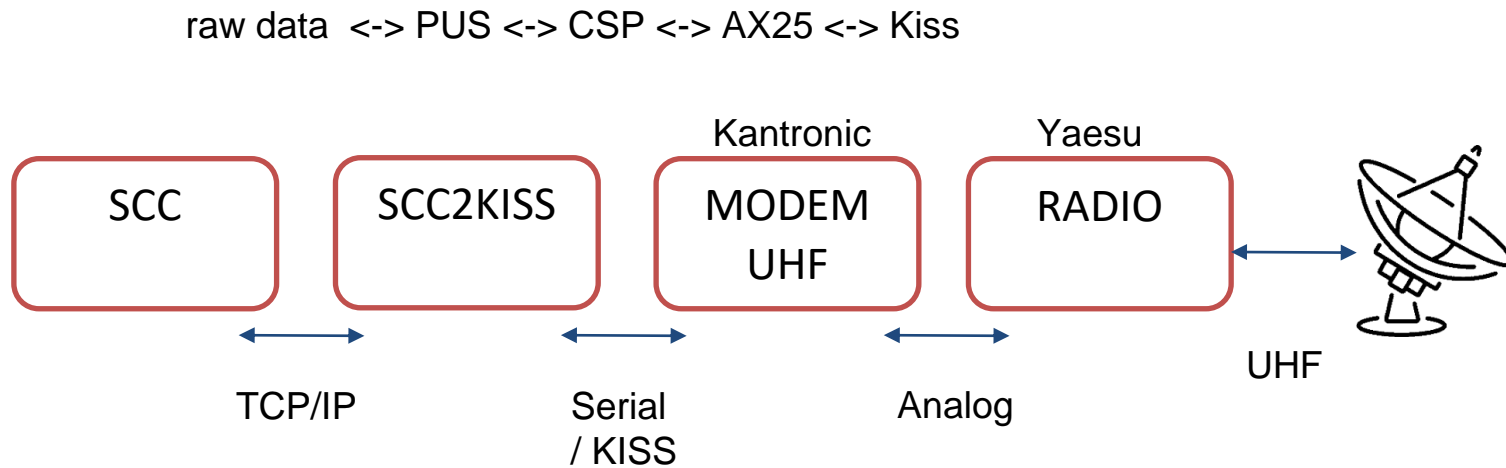 raw data <-> PUS <-> CSP <-> AX25 <-> Kiss
Kantronic
Yaesu
SCC
SCC2KISS
MODEM
UHF
RADIO
UHF
TCP/IP
Serial
/ KISS
Analog